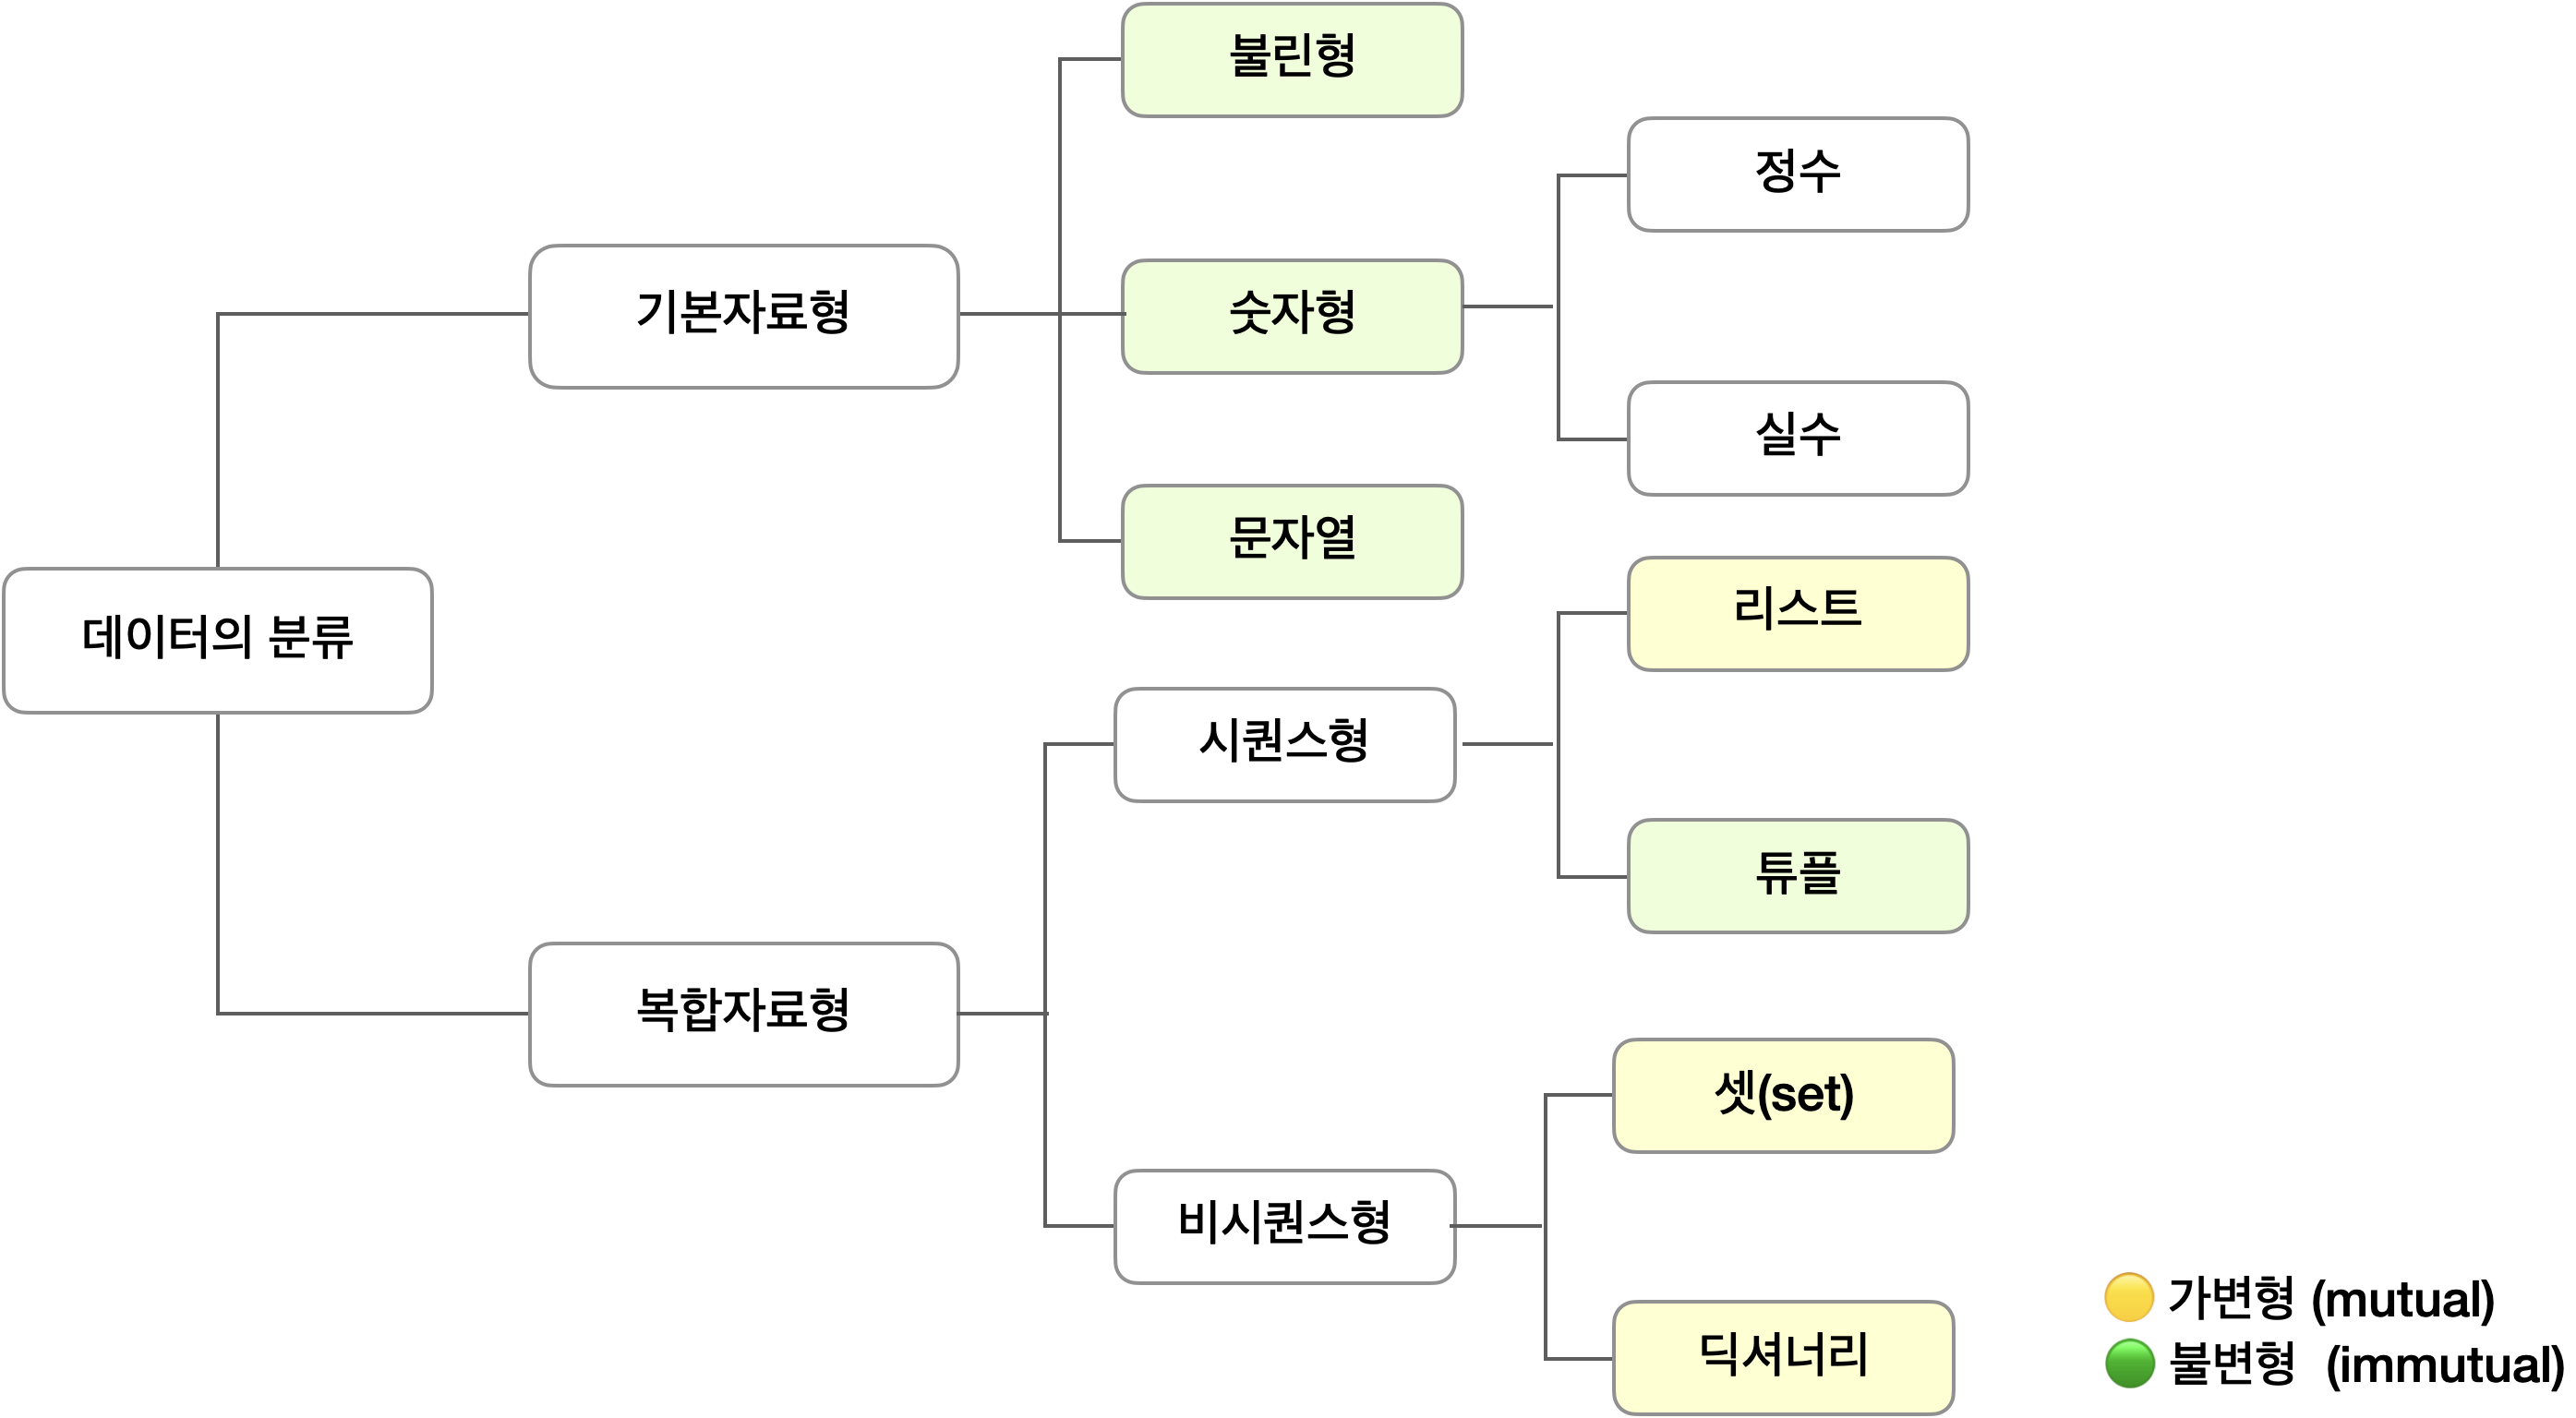 불린형
정수
기본자료형
숫자형
실수
문자열
리스트
데이터의 분류
시퀀스형
튜플
복합자료형
셋(set)
비시퀀스형
딕셔너리
가변형 (mutual)
불변형 (immutual)